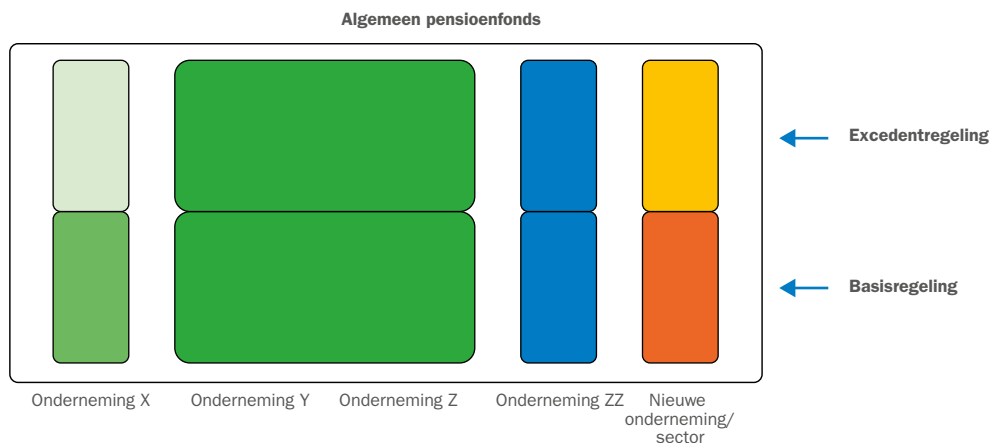 Algemeen pensioenfonds
Excedentregeling
Basisregeling
Onderneming X
Onderneming Y
Onderneming Z
Onderneming ZZ
Nieuwe
onderneming/
sector